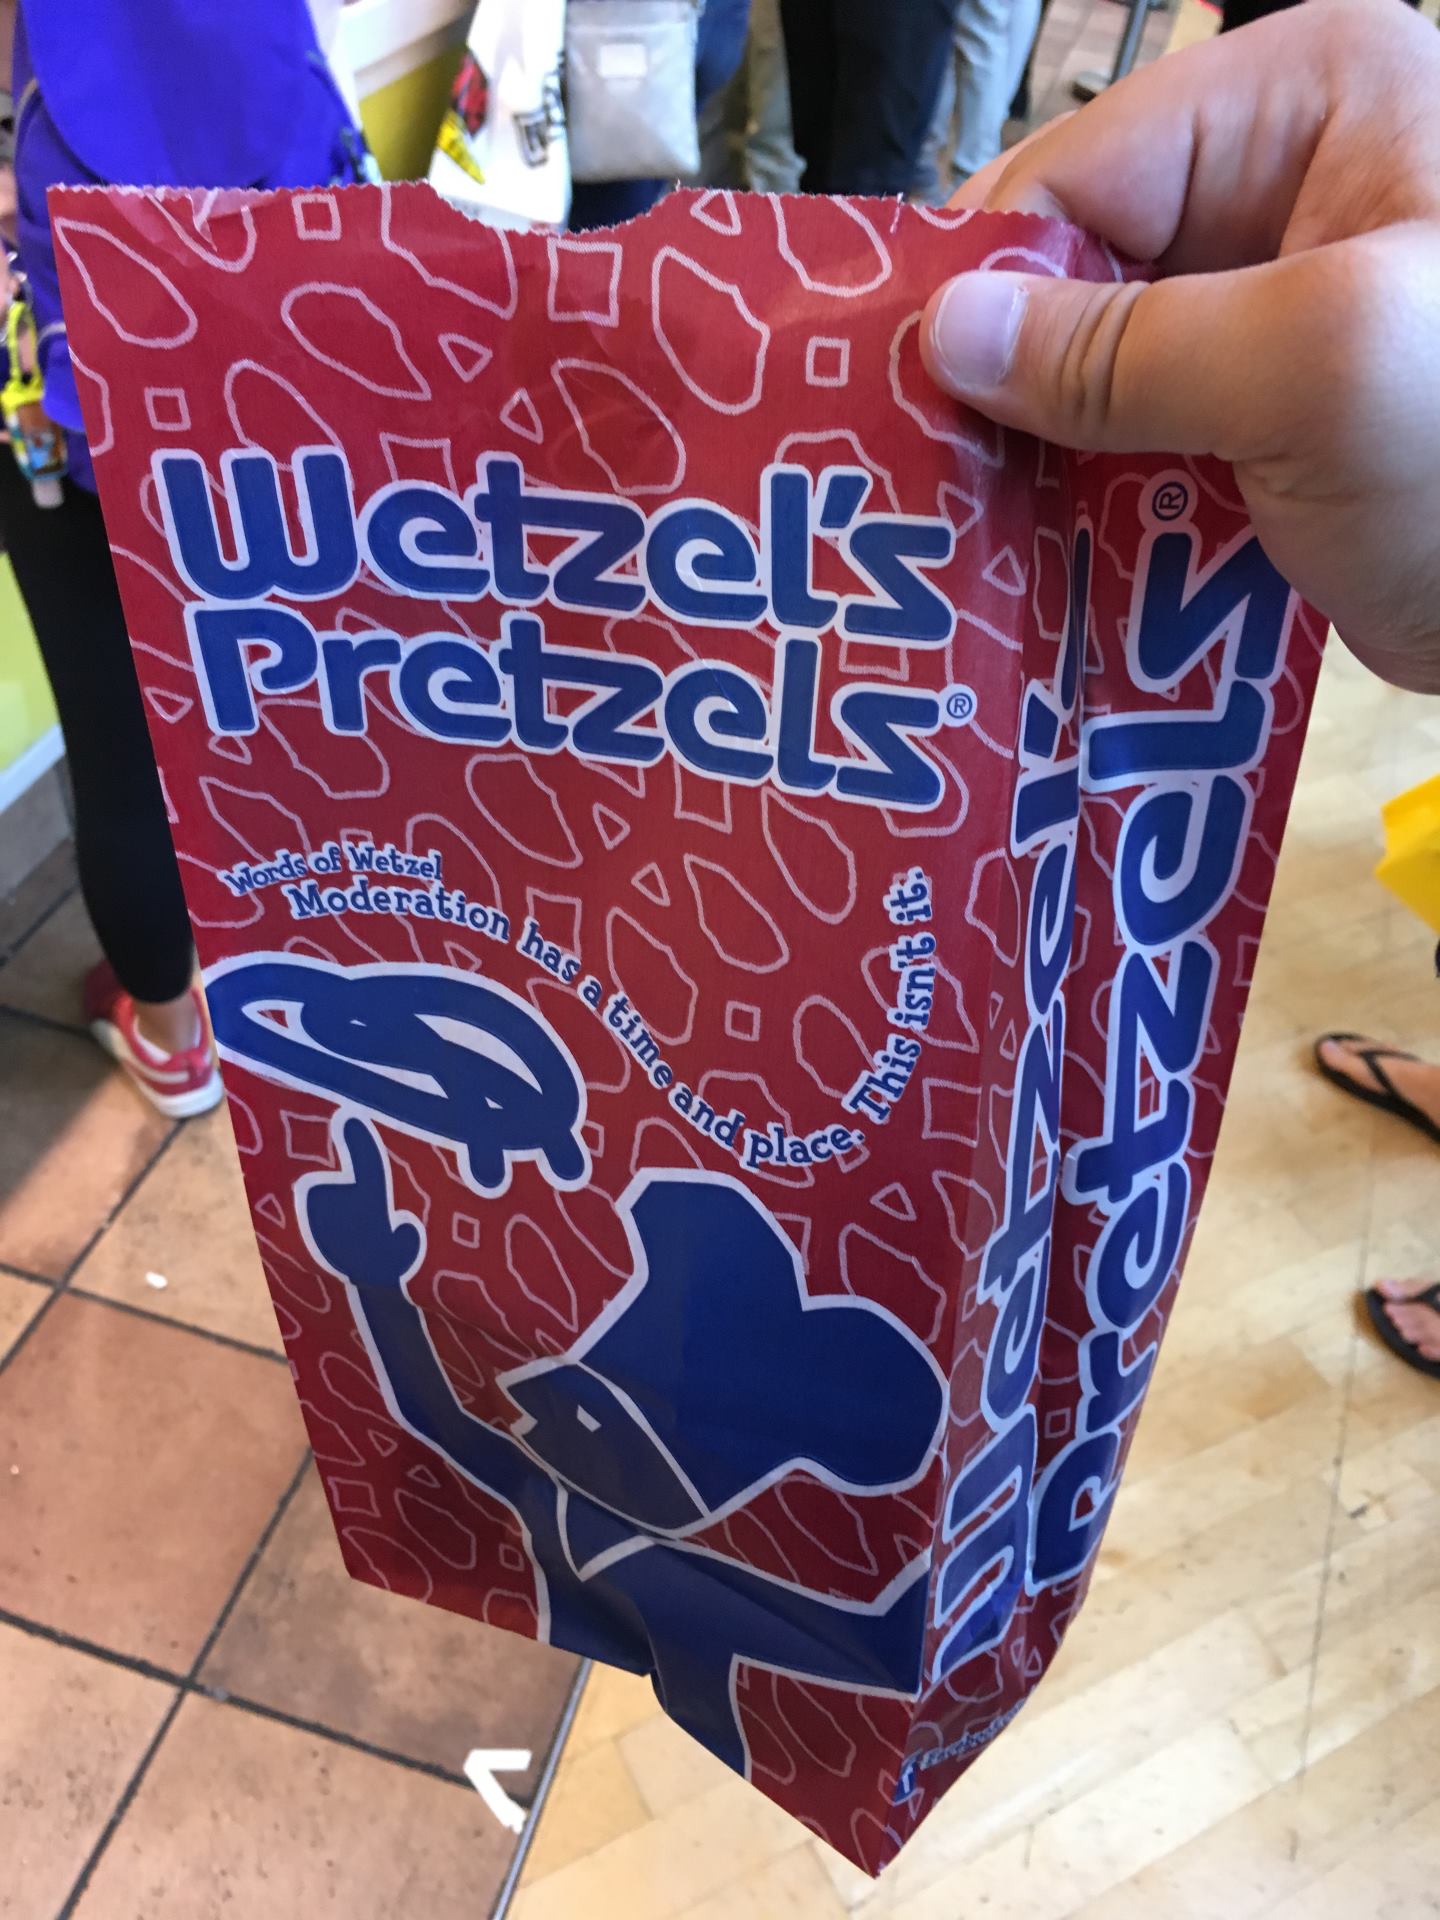 Wetzel's
Pretzels®
Words of Wetzel
Moderation has a time and place. This isn't it.
Wetzel's
Pretzels®